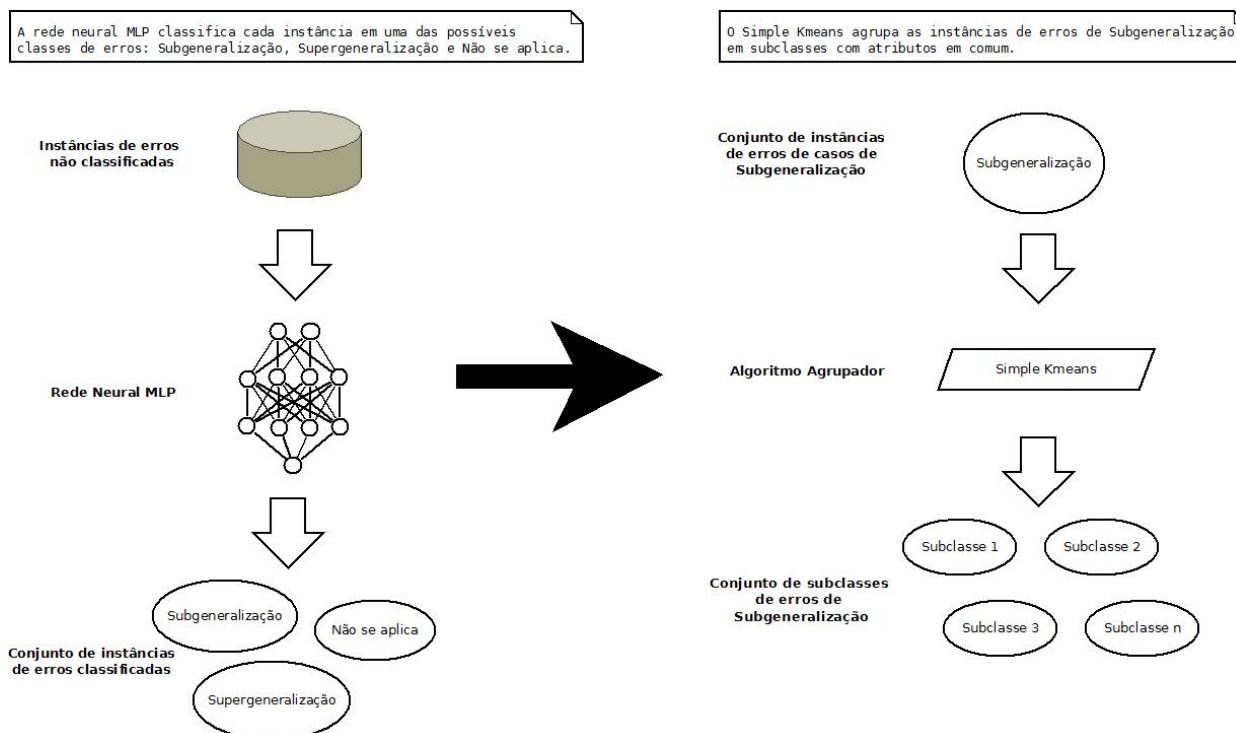 A rede neural MLP classifica cada instância em uma das possíveis
classes de erros: Subgeneralização, Supergeneralização e Não se aplica.
Instâncias de erros
não classificadas
Rede Neural MLP
Subgeneralização
Não se aplica
Conjunto de instâncias
de erros classificadas
Supergeneralização
O Simple Kmeans agrupa as instâncias de erros de Subgeneralização
em subclasses com atributos em comum.
Conjunto de instâncias
de erros de casos de
Subgeneralização
Subgeneralização
Algoritmo Agrupador
Simple Kmeans
Subclasse 1
Subclasse 2
Conjunto de subclasses
de erros de
Subgeneralização
Subclasse 3
Subclasse n